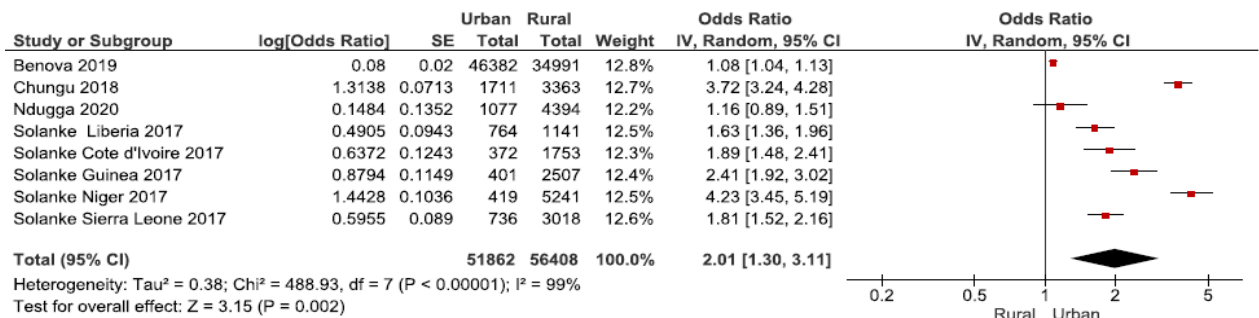 Urban Rural Odds Ratio Odds Ratio
Study or Subgroup log[Odds Ratio] SE Total Total Weight IV, Random, 95% CI IV, Random, 95% CI
Benova 2019 0.08 0.02 46382 34991 12.8% 1.08 [1.04, 1.13]
Chungu 2018 1.3138 0.0713 1711 3363 12.7% 3.72 [3.24, 4.28]
Ndugga 2020 0.1484 0.1352 1077 4394 12.2% 1.16 [0.89, 1.51]
Solanke Liberia 2017 0.4905 0.0943 764 1141 12.5% 1.63 [1.36, 1.96]
Solanke Cote d'Ivoire 2017 0.6372 0.1243 372 1753 12.3% 1.89 [1.48, 2.41]
Solanke Guinea 2017 0.8794 0.1149 401 2507 12.4% 2.41 [1.92, 3.02]
Solanke Niger 2017 1.4428 0.1036 419 5241 12.5% 4.23 [3.45, 5.19]
Solanke Sierra Leone 2017 0.5955 0.089 736 3018 12.6% 1.81 [1.52, 2.16]
Total (95% CI) 51862 56408 100.0% 2.01 [1.30, 3.11]
Heterogeneity: Tau² = 0.38; Chi² = 488.93, df = 7 (P < 0.00001); I² = 99%
Test for overall effect: Z = 3.15 (P = 0.002)
0.2 0.5 1 2 5
Rural Urban